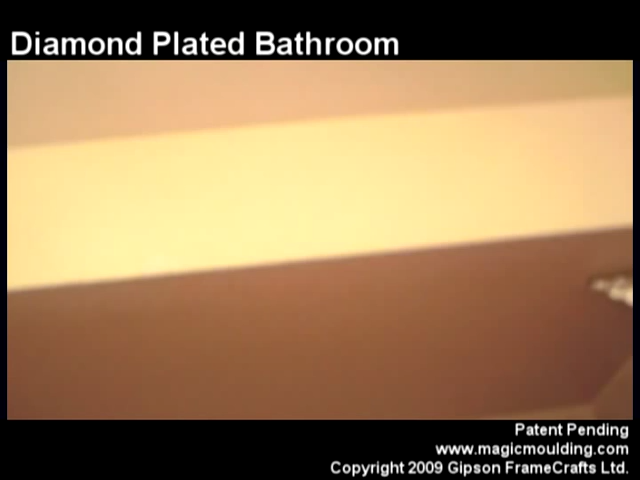 Diamond Plated Bathroom
Patent Pending
www.magicmoulding.com
Copyright 2009 Gipson FrameCrafts Ltd.